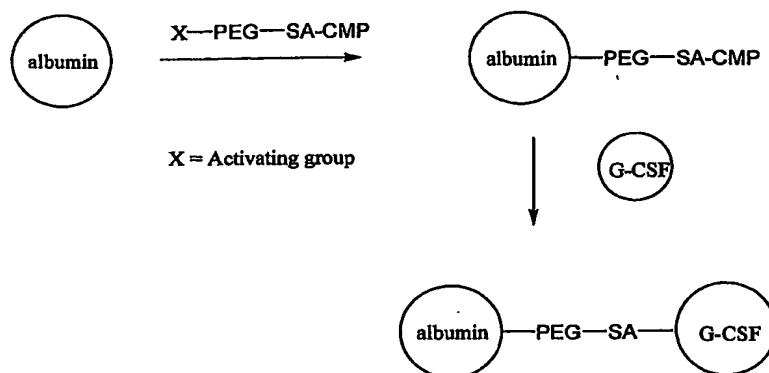 X—PEG—SA-CMP
albumin
albumin—PEG—SA-CMP
X = Activating group
G-CSF
albumin—PEG—SA—G-CSF